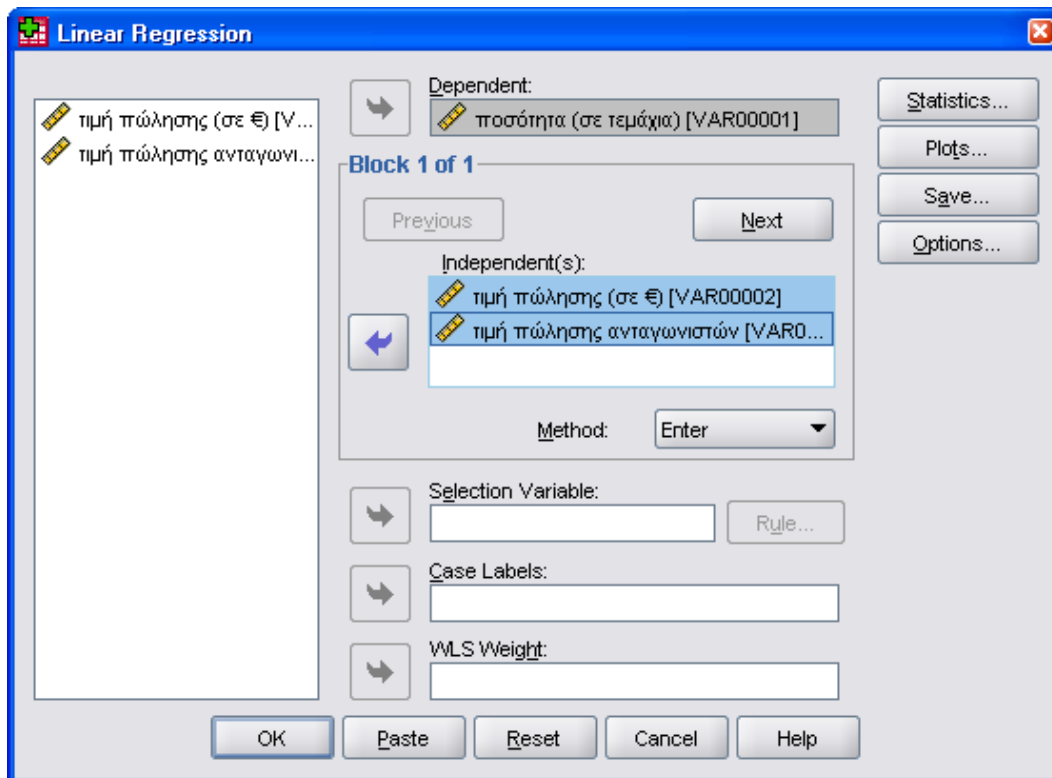 Linear Regression
τιμή πώλησης (σε €) [V...
τιμή πώλησης ανταγωνι...
Dependent:
ποσότητα (σε τεμάχια) [VAR00001]
Block 1 of 1
Previous
Next
Independent(s):
τιμή πώλησης (σε €) [VAR00002]
τιμή πώλησης ανταγωνιστών [VAR0...
Method:
Enter
Selection Variable:
Rule...
Case Labels:
WLS Weight:
Statistics...
Plots...
Save...
Options...
OK
Paste
Reset
Cancel
Help